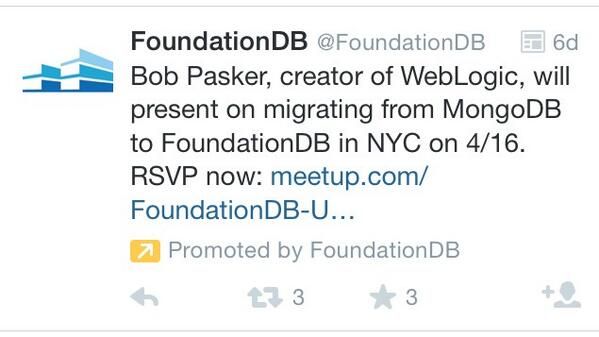 FoundationDB @FoundationDB 6d
Bob Pasker, creator of WebLogic, will
present on migrating from MongoDB
to FoundationDB in NYC on 4/16.
RSVP now: meetup.com/
FoundationDB-U…
Promoted by FoundationDB
3 3